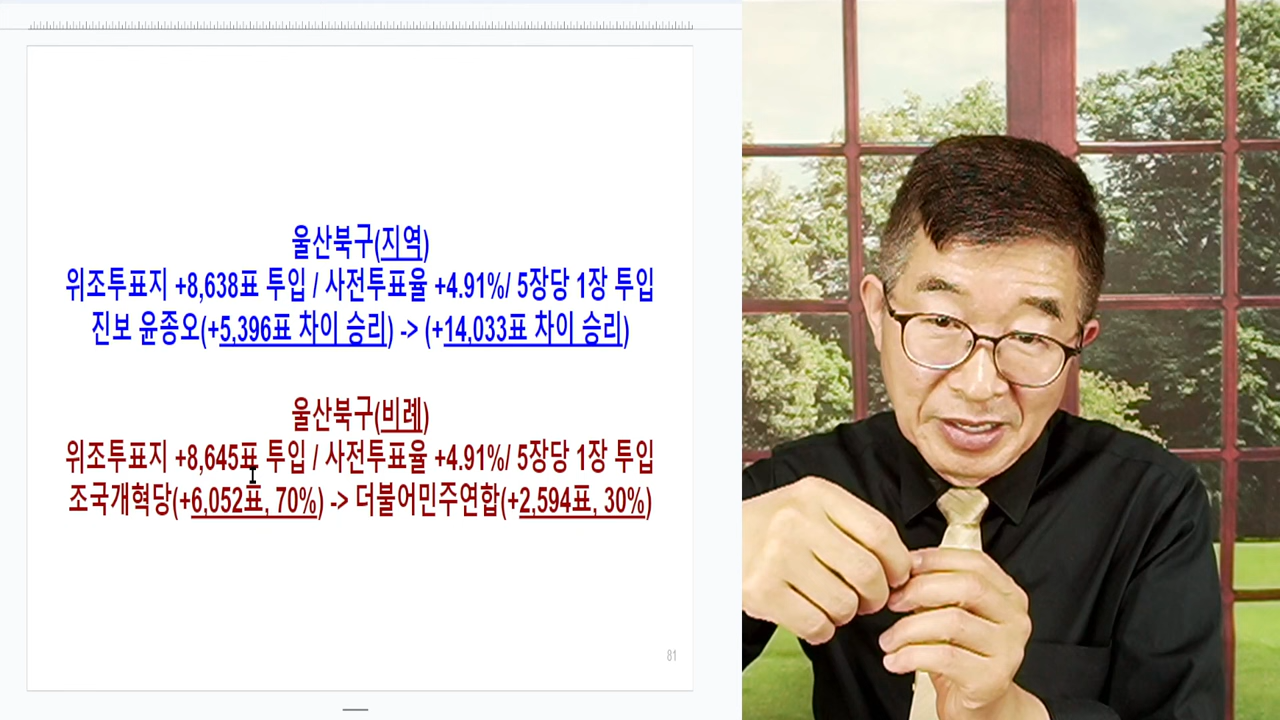 울산북구(지역)
위조투표지 +8,638표 투입 / 사전투표율 +4.91%/ 5장당 1장 투입
진보 윤종오(+5,396표 차이 승리) -> (+14,033표 차이 승리)
울산북구(비례)
위조투표지 +8,645표 투입 / 사전투표율 +4.91%/ 5장당 1장 투입
조국개혁당(+6,052표, 70%) -> 더불어민주연합(+2,594표, 30%)
81